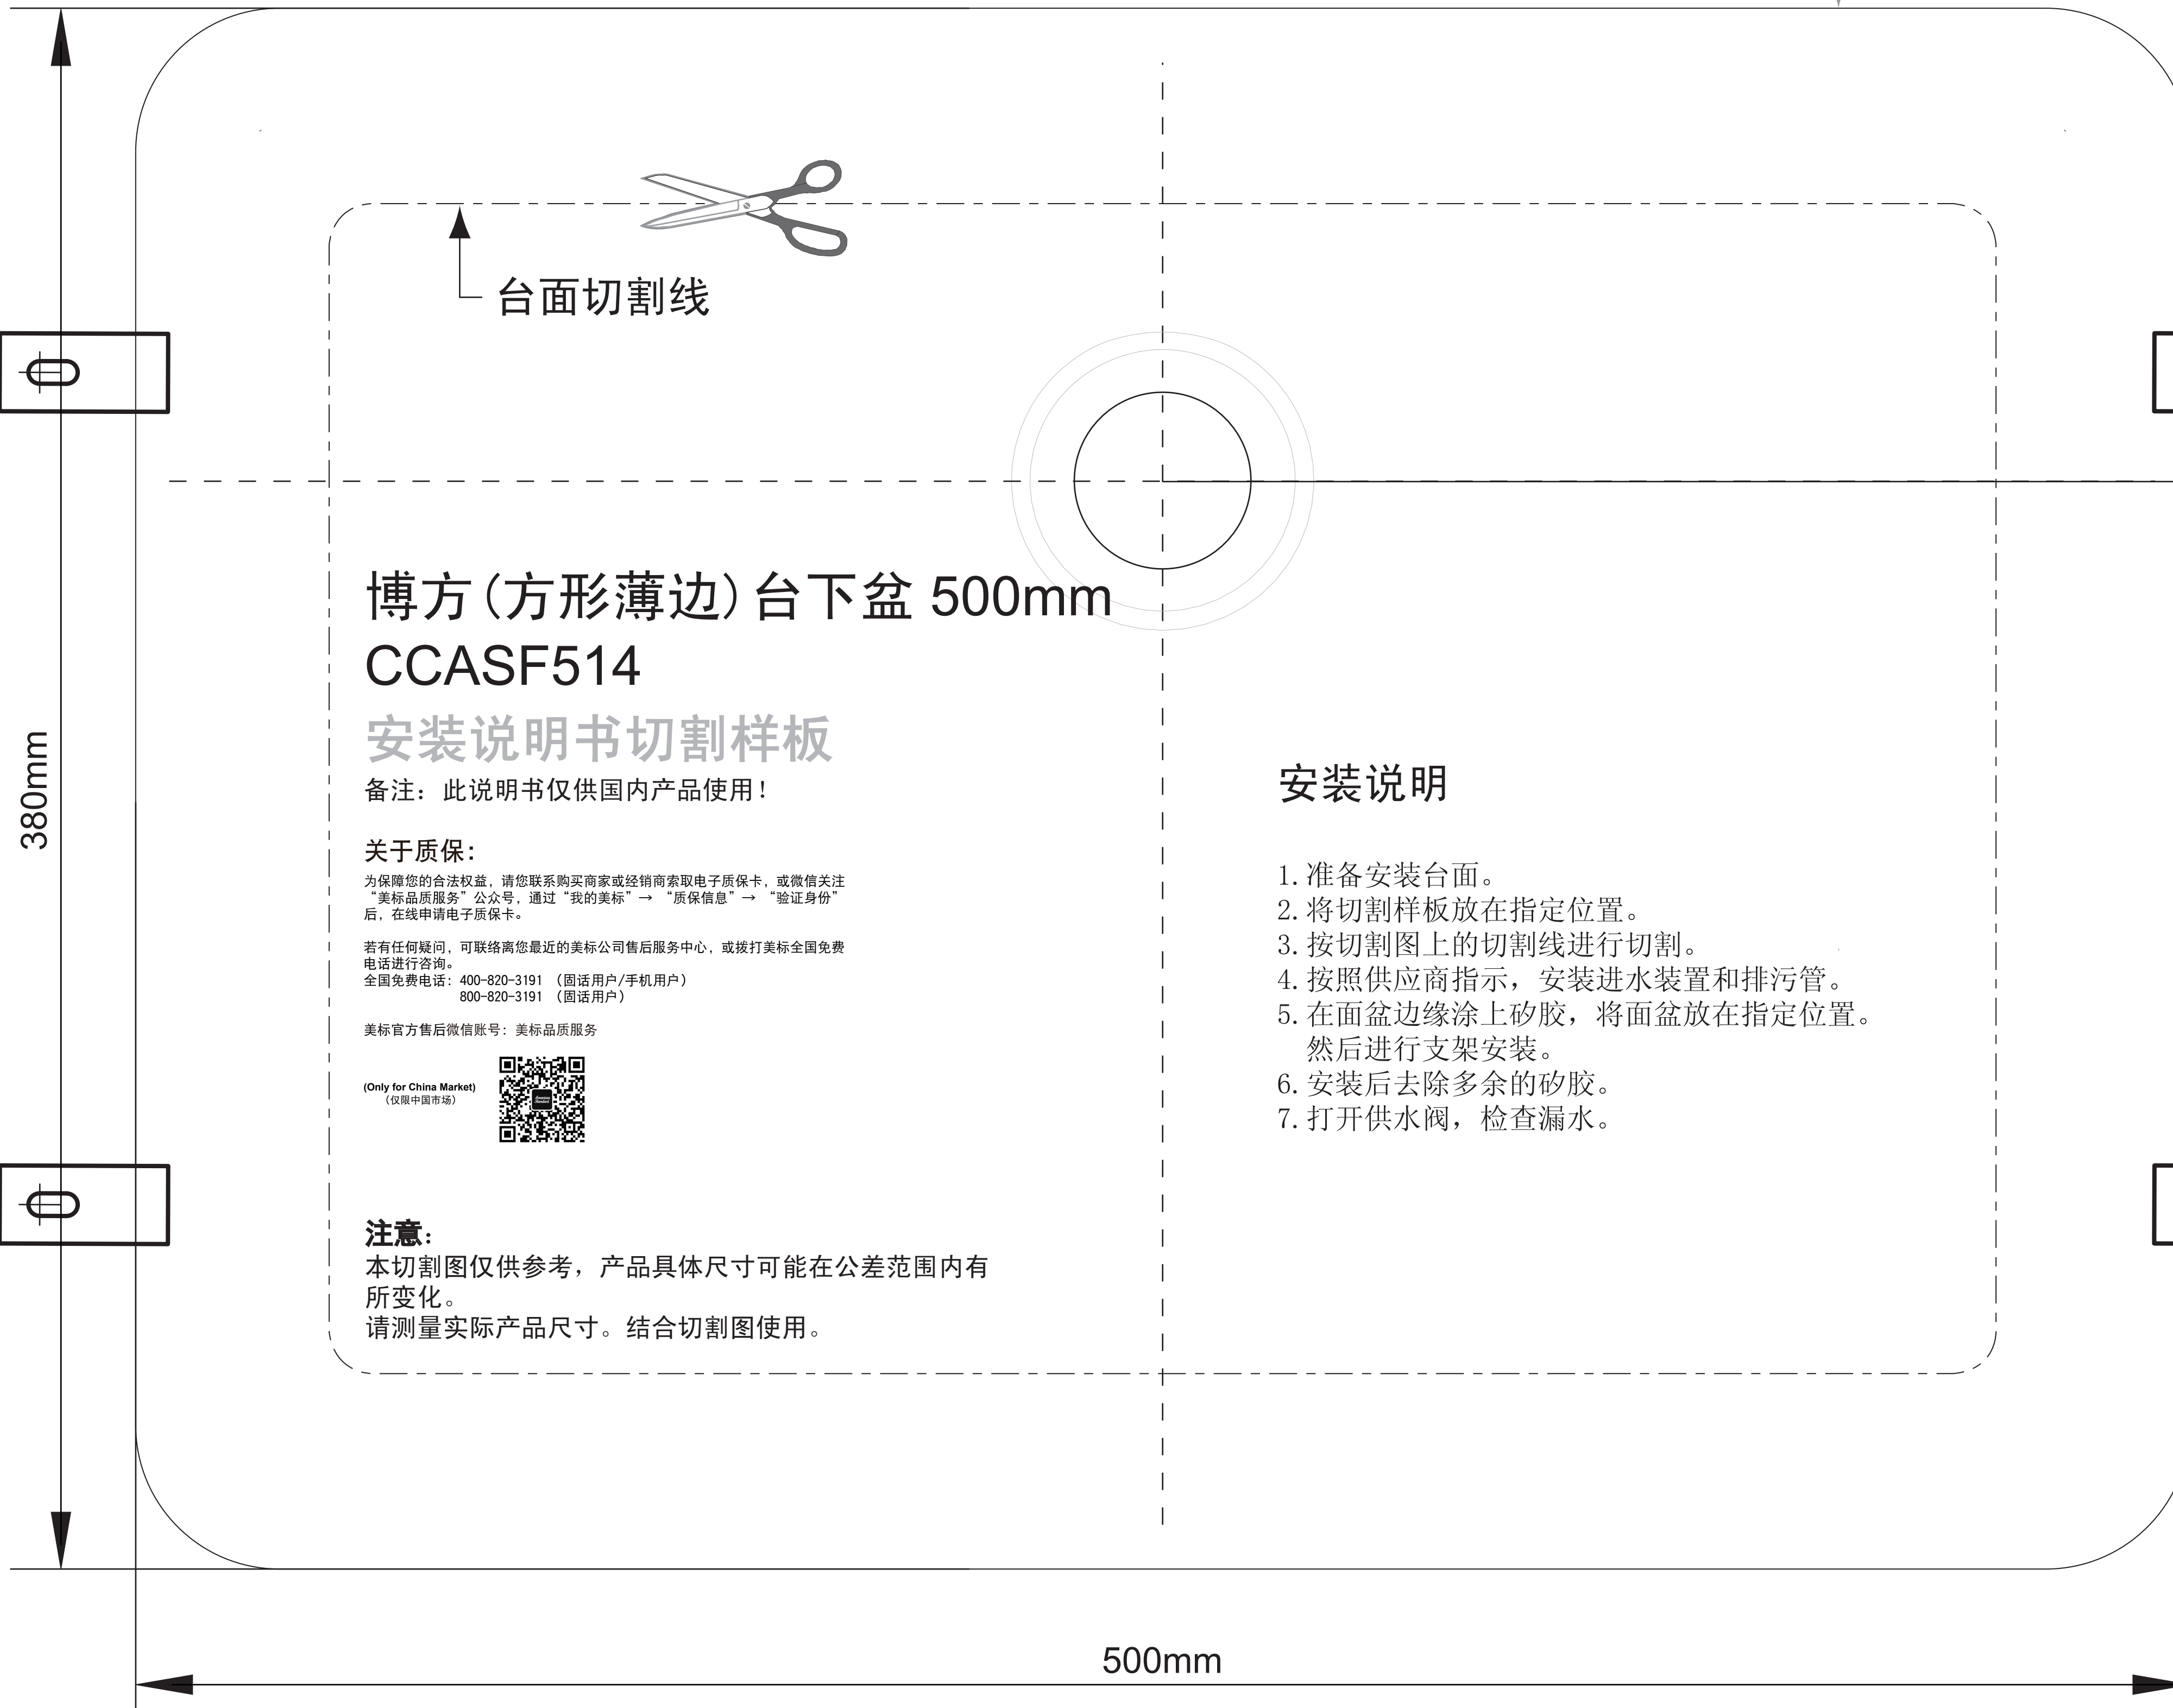 台面切割线
博方(方形薄边)台下盆 500mm
CCASF514
安装说明书切割样板
备注：此说明书仅供国内产品使用！
关于质保：
为保障您的合法权益，请您联系购买商家或经销商索取电子质保卡，或微信关注
“美标品质服务”公众号，通过“我的美标”→ “质保信息”→ “验证身份”
后，在线申请电子质保卡。
若有任何疑问，可联络离您最近的美标公司售后服务中心，或拨打美标全国免费
电话进行咨询。
全国免费电话：400-820-3191 （固话用户/手机用户）
800-820-3191 （固话用户）
美标官方售后微信账号：美标品质服务
(Only for China Market)
（仅限中国市场）
American
Standard
注意：
本切割图仅供参考，产品具体尺寸可能在公差范围内有
所变化。
请测量实际产品尺寸。结合切割图使用。
安装说明
1.准备安装台面。
2.将切割样板放在指定位置。
3.按切割图上的切割线进行切割。
4.按照供应商指示，安装进水装置和排污管。
5.在面盆边缘涂上矽胶，将面盆放在指定位置。
然后进行支架安装。
6.安装后去除多余的矽胶。
7.打开供水阀，检查漏水。
380mm
500mm